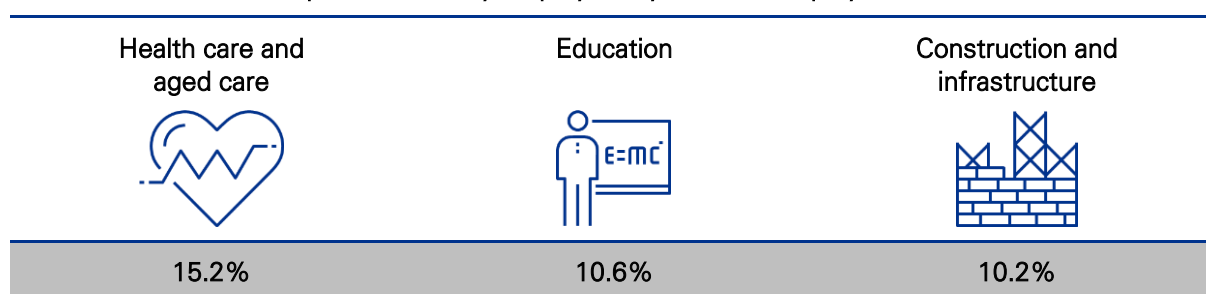 Health care and
aged care
Education
Construction and
infrastructure
E=mc
15.2%
10.6%
10.2%